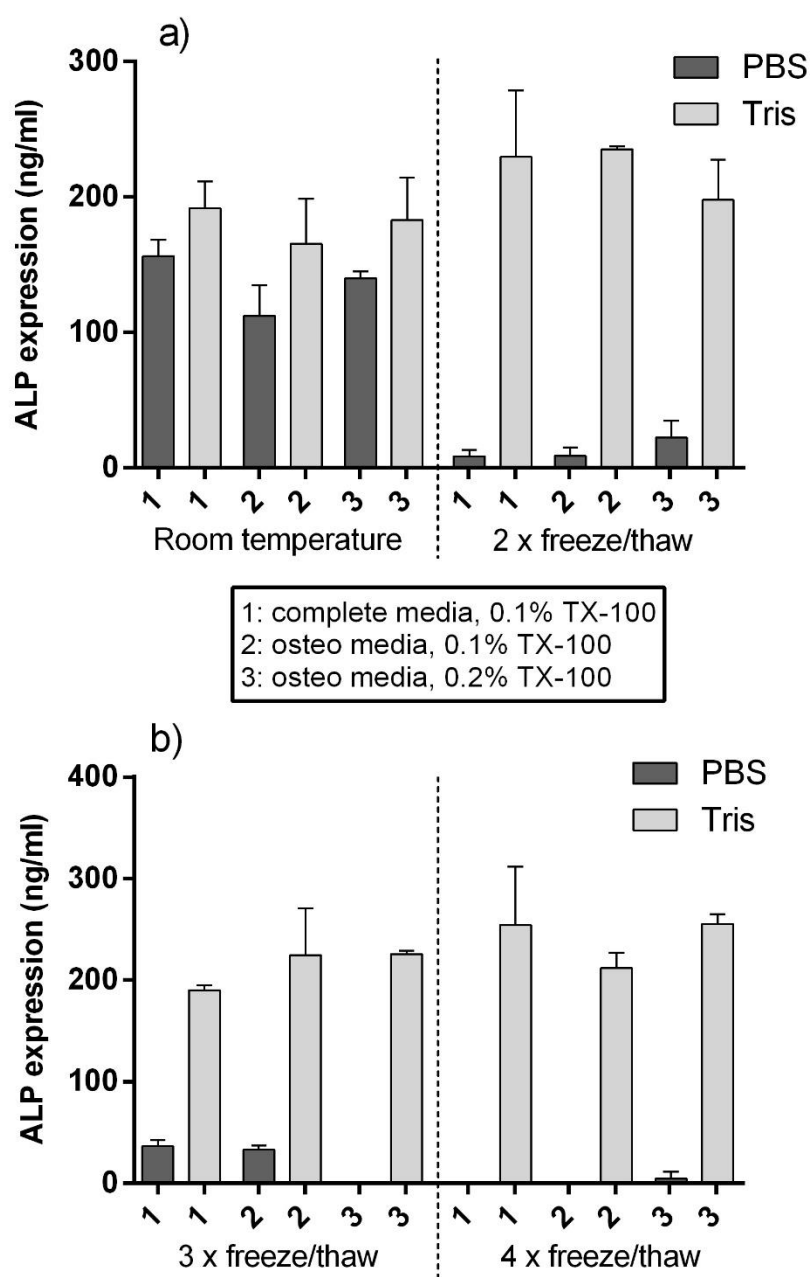 a)
PBS
Tris
ALP expression (ng/ml)
300
200
100
0
1 1 2 2 3 3 1 1 2 2 3 3
Room temperature 2 x freeze/thaw
1: complete media, 0.1% TX-100
2: osteo media, 0.1% TX-100
3: osteo media, 0.2% TX-100
b)
PBS
Tris
ALP expression (ng/ml)
400
300
200
100
0
1 1 2 2 3 3 1 1 2 2 3 3
3 x freeze/thaw 4 x freeze/thaw